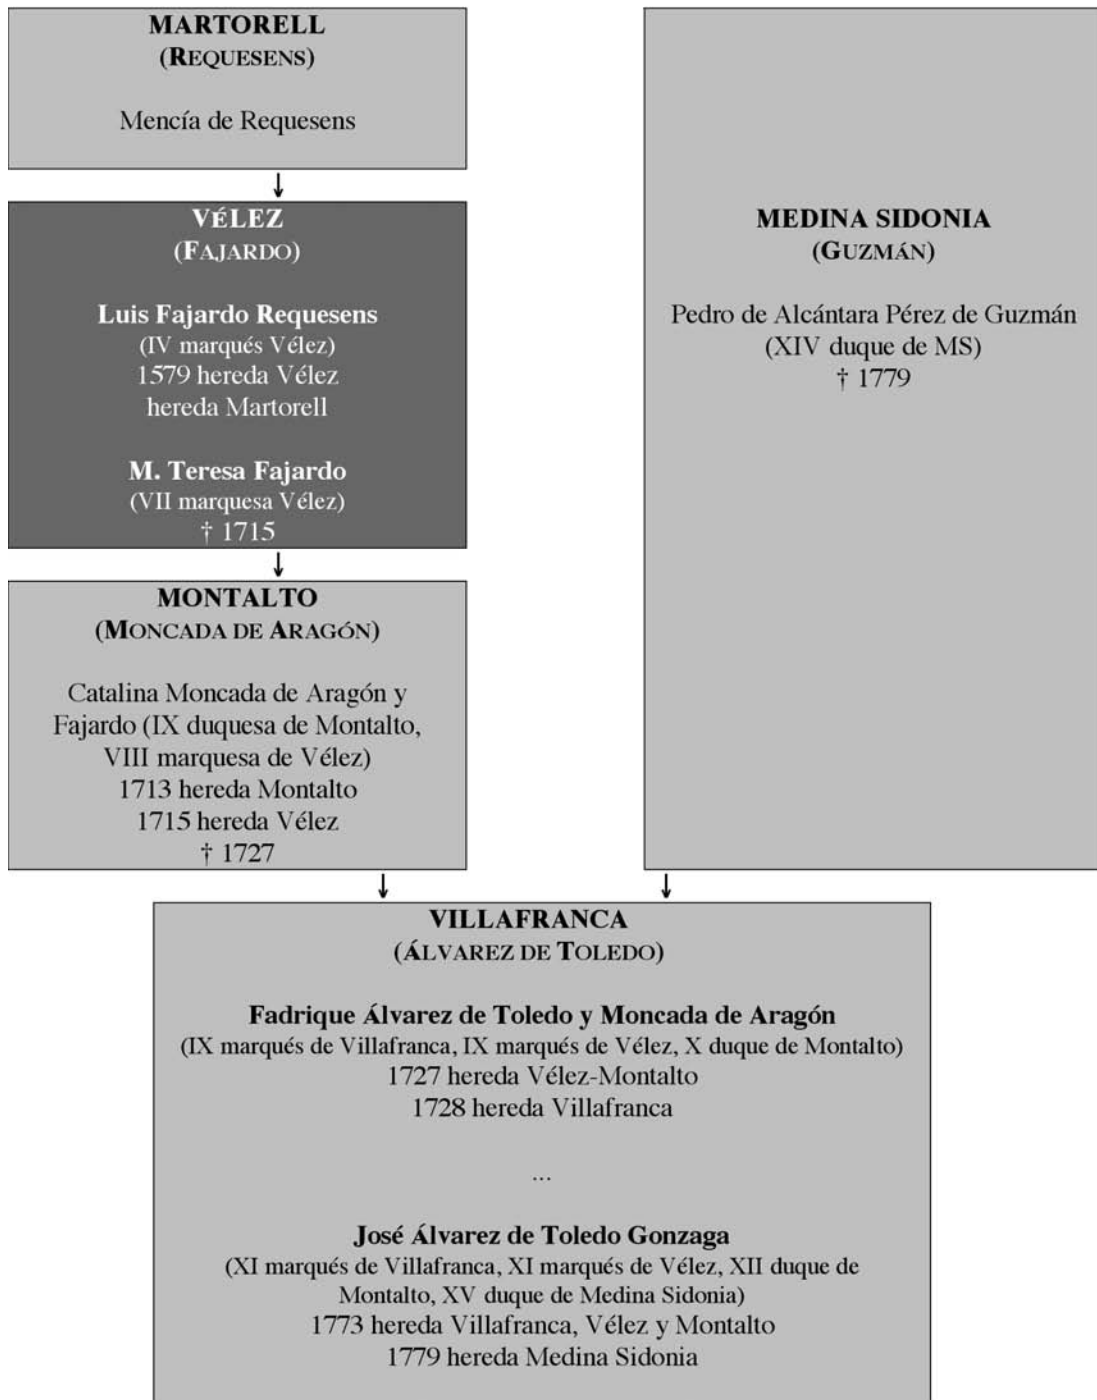 MARTORELL
(REQUESENS)
Mencía de Requesens
VÉLEZ
(FAJARDO)
Luis Fajardo Requesens
(IV marqués Vélez)
1579 hereda Vélez
hereda Martorell
M. Teresa Fajardo
(VII marquesa Vélez)
† 1715
MONTALTO
(MONCADA DE ARAGÓN)
Catalina Moncada de Aragón y
Fajardo (IX duquesa de Montalto,
VIII marquesa de Vélez)
1713 hereda Montalto
1715 hereda Vélez
† 1727
MEDINA SIDONIA
(GUZMÁN)
Pedro de Alcántara Pérez de Guzmán
(XIV duque de MS)
† 1779
VILLAFRANCA
(ÁLVAREZ DE TOLEDO)
Fadrique Álvarez de Toledo y Moncada de Aragón
(IX marqués de Villafranca, IX marqués de Vélez, X duque de Montalto)
1727 hereda Vélez-Montalto
1728 hereda Villafranca
...
José Álvarez de Toledo Gonzaga
(XI marqués de Villafranca, XI marqués de Vélez, XII duque de
Montalto, XV duque de Medina Sidonia)
1773 hereda Villafranca, Vélez y Montalto
1779 hereda Medina Sidonia